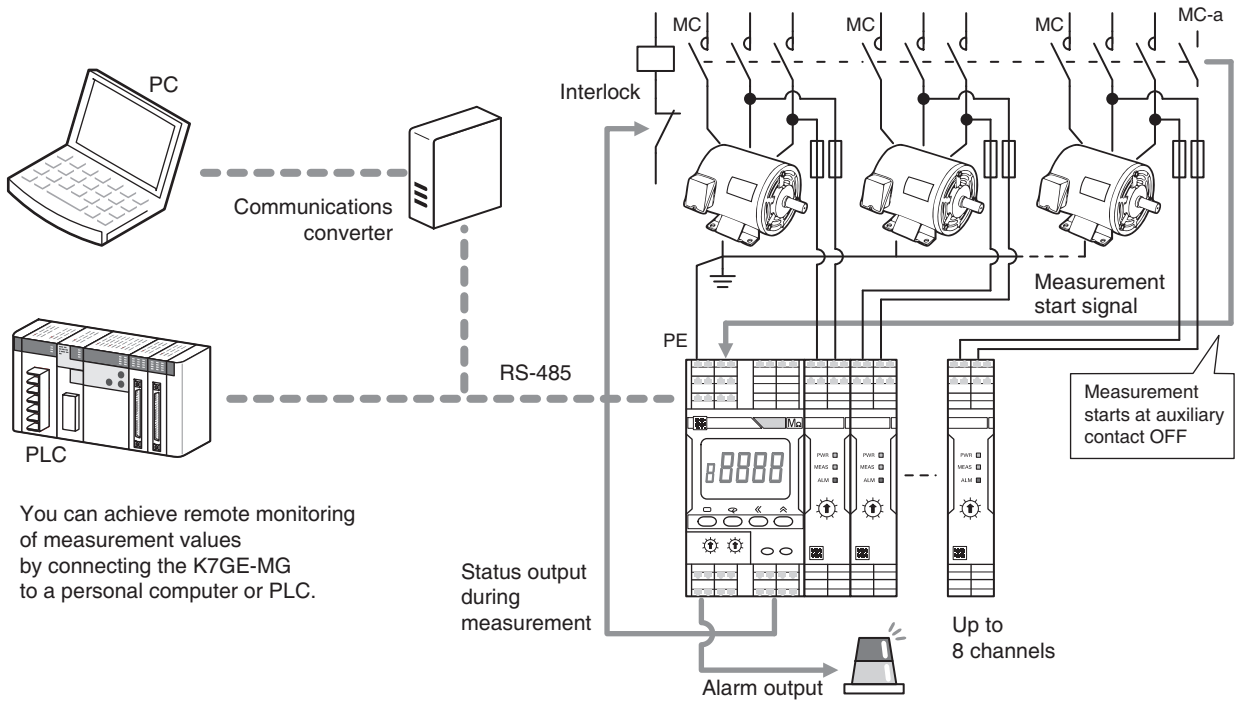 PC
Communications
converter
RS-485
PLC
You can achieve remote monitoring
of measurement values
by connecting the K7GE-MG
to a personal computer or PLC.
Interlock
MC
MC
MC
MC-a
Measurement
start signal
PE
Measurement
starts at auxiliary
contact OFF
MΩ
8 8888
PWR
MEAS
ALM
PWR
MEAS
ALM
PWR
MEAS
ALM
Status output
during
measurement
Up to
8 channels
Alarm output